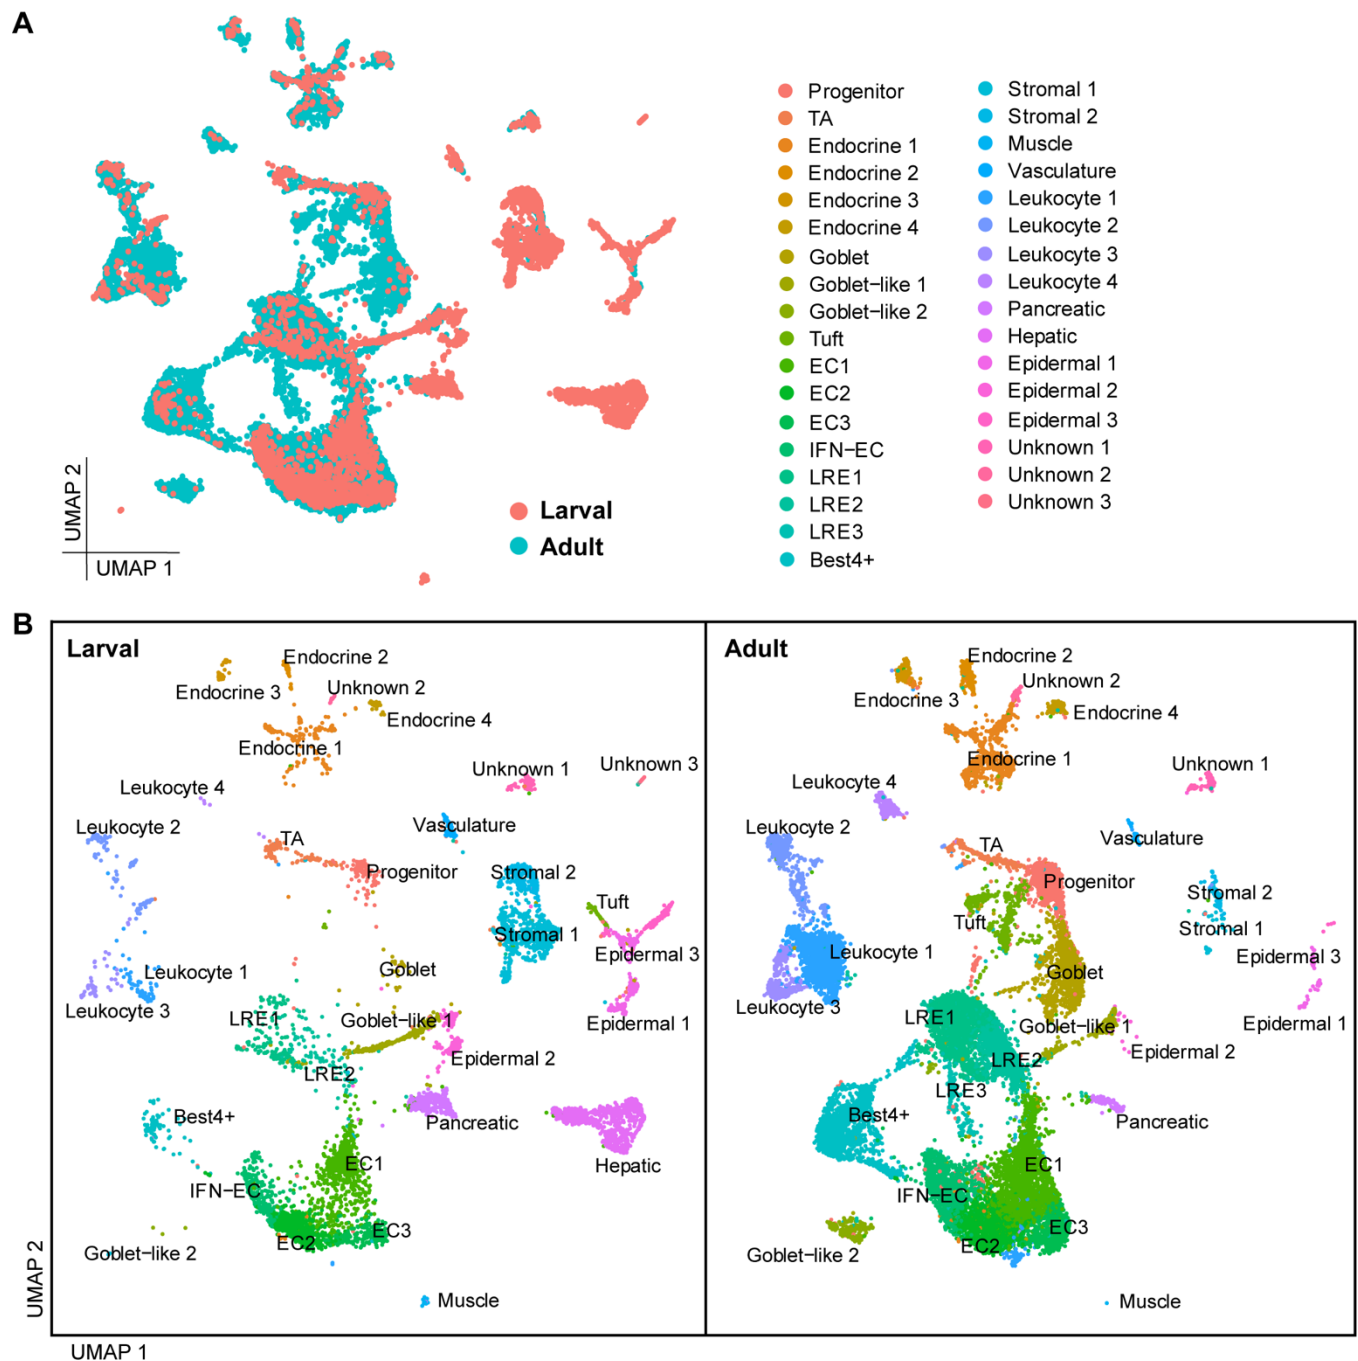 A
Progenitor
TA
Endocrine 1
Endocrine 2
Endocrine 3
Endocrine 4
Goblet
Goblet−like 1
Goblet−like 2
Tuft
EC1
EC2
EC3
IFN−EC
LRE1
LRE2
LRE3
Best4+
Stromal 1
Stromal 2
Muscle
Vasculature
Leukocyte 1
Leukocyte 2
Leukocyte 3
Leukocyte 4
Pancreatic
Hepatic
Epidermal 1
Epidermal 2
Epidermal 3
Unknown 1
Unknown 2
Unknown 3
Larval
Adult
UMAP 2
UMAP 1
B
Larval
Endocrine 2
Endocrine 3
Unknown 2
Endocrine 4
Endocrine 1
Unknown 1
Unknown 3
Leukocyte 4
Leukocyte 2
TA
Vasculature
Progenitor
Stromal 2
Tuft
Stromal 1
Epidermal 3
Leukocyte 1
Goblet
Leukocyte 3
LRE1
Goblet−like 1
Epidermal 1
Epidermal 2
LRE2
Best4+
Pancreatic
EC1
Hepatic
IFN−EC
EC3
EC2
Goblet−like 2
Muscle
Adult
Endocrine 2
Unknown 2
Endocrine 3
Endocrine 4
Endocrine 1
Unknown 1
Leukocyte 4
Leukocyte 2
TA
Vasculature
Progenitor
Stromal 2
Tuft
Stromal 1
Leukocyte 1
Epidermal 3
Goblet
Leukocyte 3
LRE1
Goblet−like 1
Epidermal 1
Epidermal 2
LRE2
LRE3
Best4+
Pancreatic
EC1
IFN−EC
EC3
EC2
Goblet−like 2
Muscle
UMAP 2
UMAP 1